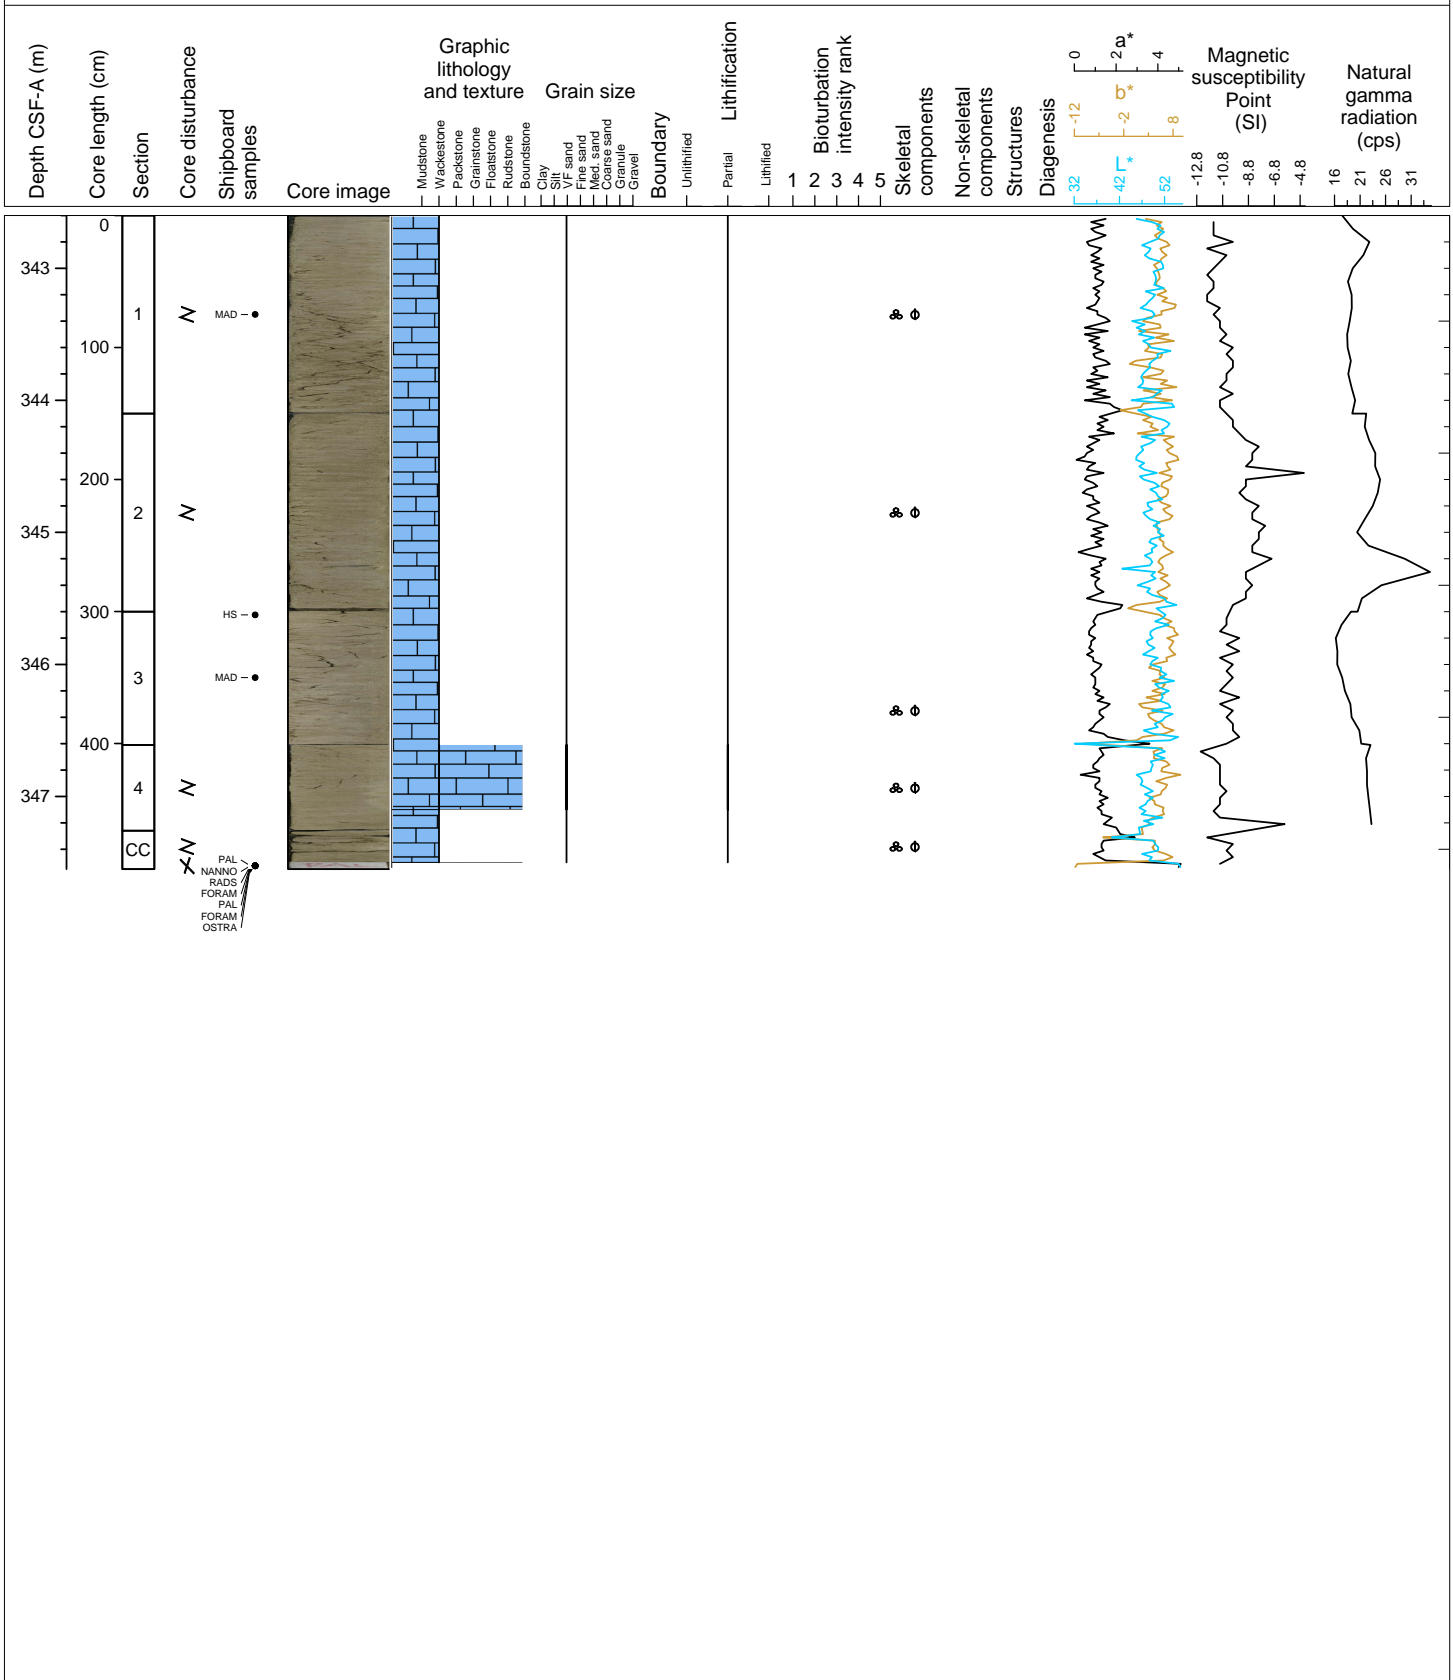 Depth CSF-A (m)
Core length (cm)
Section
Core disturbance
Shipboard
samples
Core image
Graphic
lithology
and texture
Mudstone
Wackestone
Packstone
Grainstone
Floatstone
Rudstone
Boundstone
Grain size
Clay
Silt
VF sand
Fine sand
Med. sand
Coarse sand
Granule
Gravel
Boundary
Lithification
Unlithified
Partial
Lithified
Bioturbation
intensity rank
1 2 3 4 5
Skeletal
components
Non-skeletal
components
Structures
Diagenesis
a*
0 2 4
b*
-12 -2 8
L*
32 42 52
Magnetic
susceptibility
Point
(SI)
-12.8 -10.8 -8.8 -6.8 -4.8
Natural
gamma
radiation
(cps)
16 21 26 31
0
343
1
MAD
100
344
200
2
345
300
HS
346
3
MAD
400
4
347
CC
PAL
NANNO
RADS
FORAM
PAL
FORAM
OSTRA